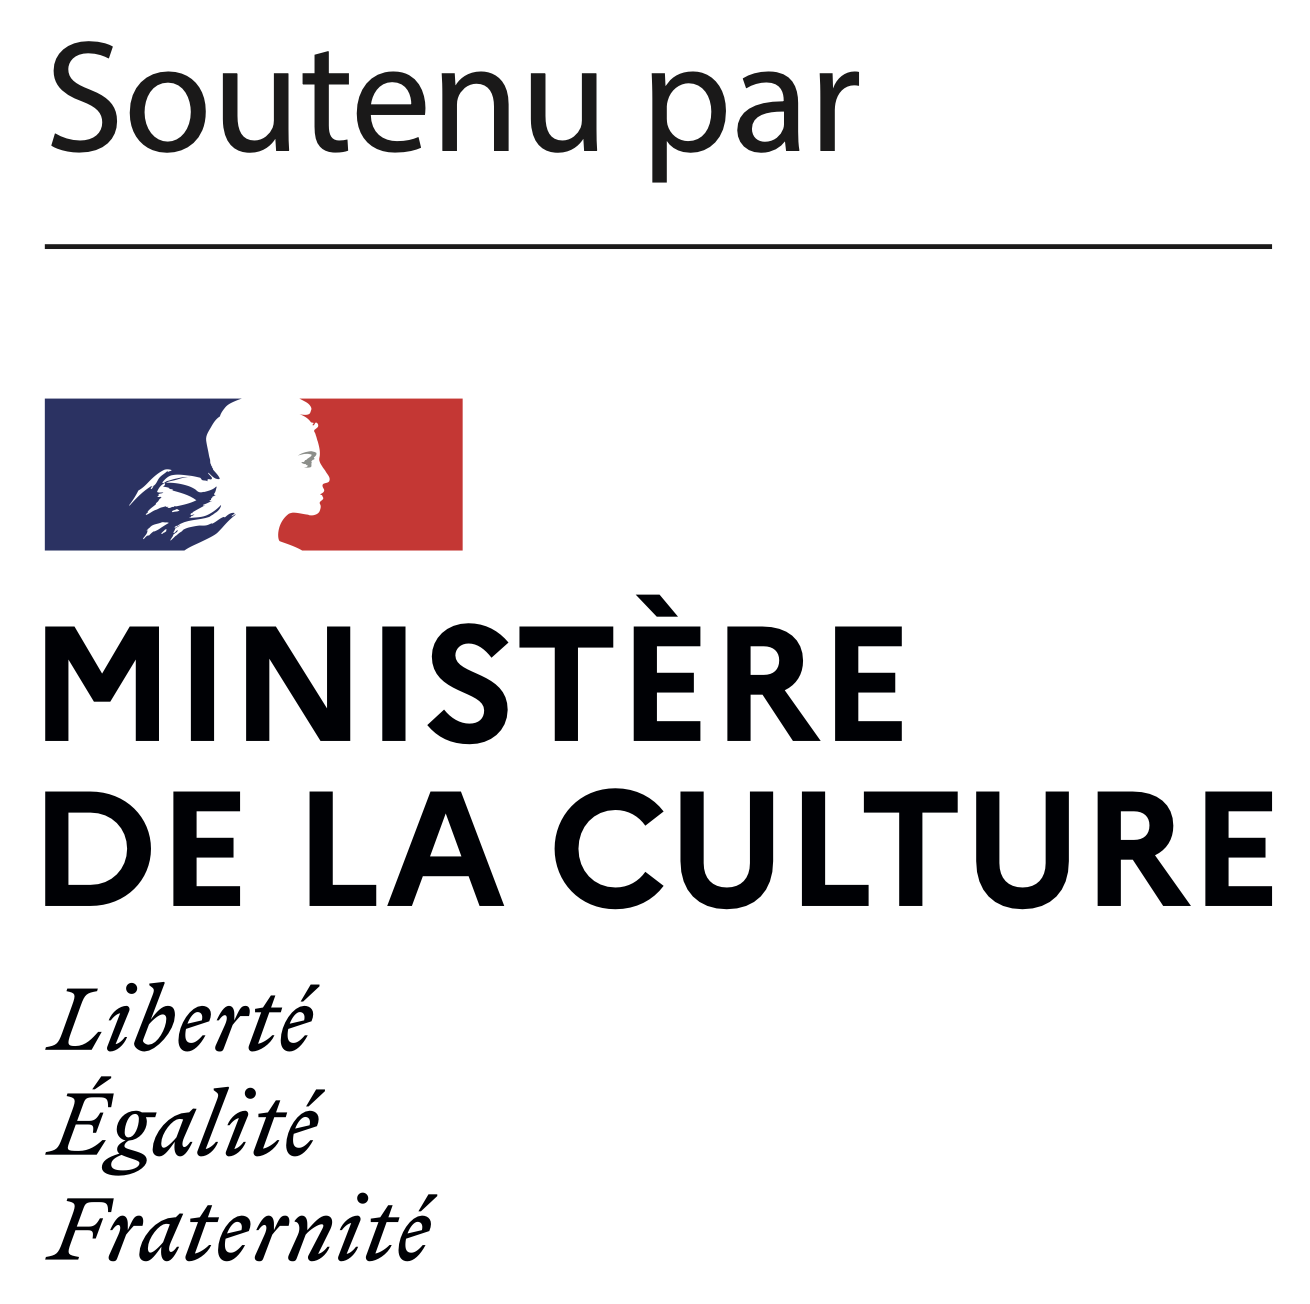 Soutenu par
MINISTÈRE
DE LA CULTURE
Liberté
Égalité
Fraternité